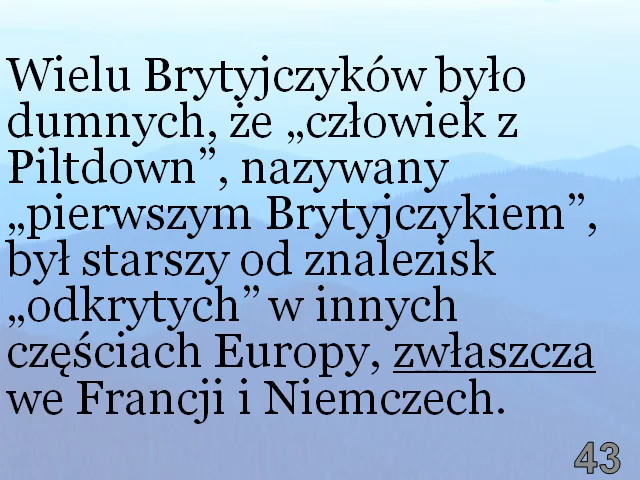 Wielu Brytyjczyków było
dumnych, że „człowiek z
Piltdown”, nazywany
„pierwszym Brytyjczykiem”,
był starszy od znalezisk
„odkrytych” w innych
częściach Europy, zwłaszcza
we Francji i Niemczech.
43